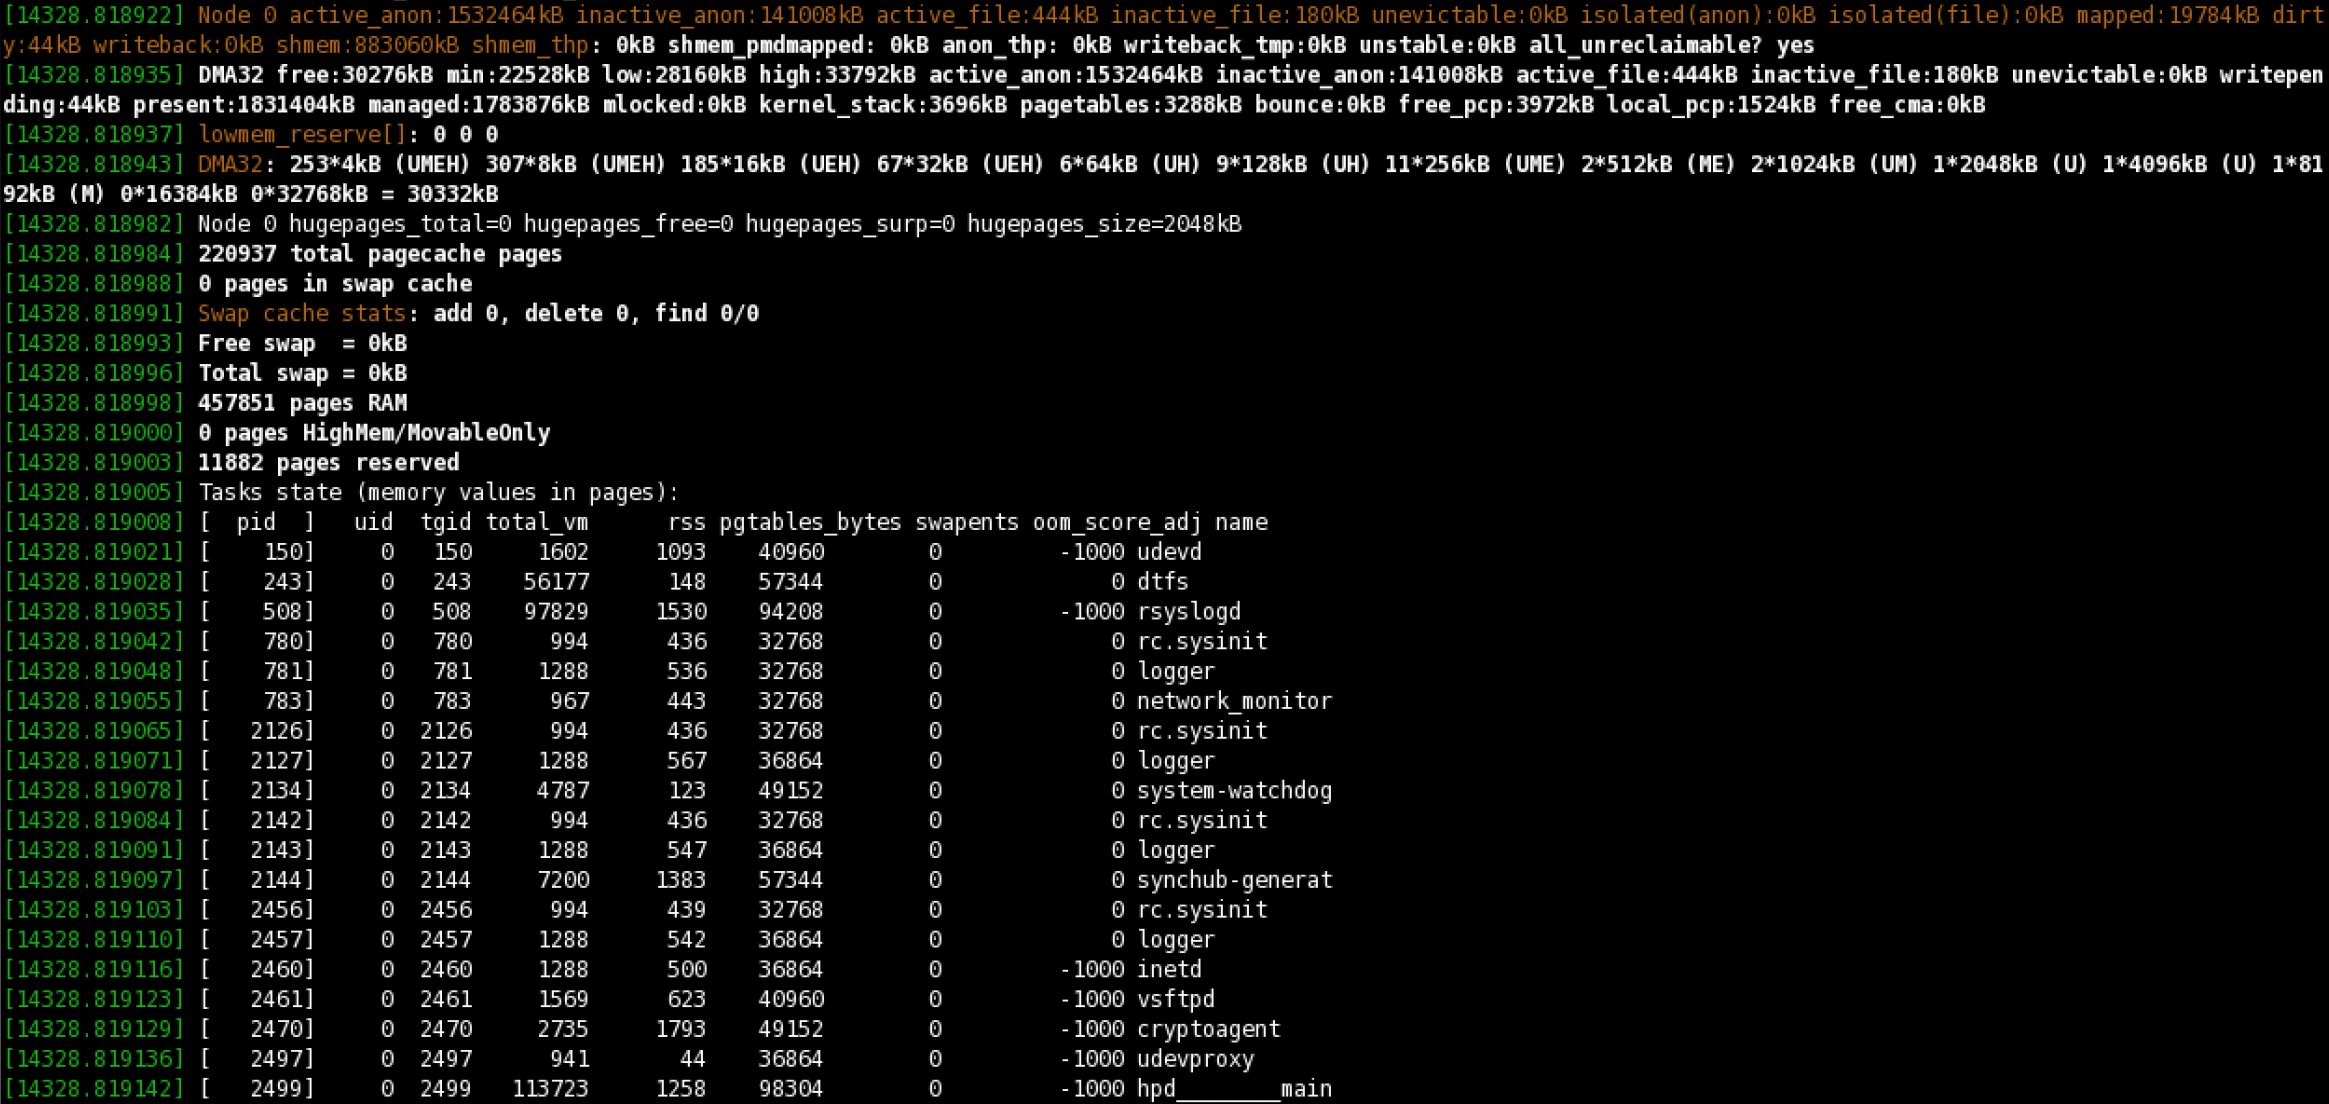 [14328.818922] Node 0 active_anon:1532464kB inactive_anon:141008kB active_file:444kB inactive_file:180kB unevictable:0kB isolated(anon):0kB isolated(file):0kB mapped:19784kB dirt
y:44kB writeback:0kB shmem:883060kB shmem_thp: 0kB shmem_pmdmapped: 0kB anon_thp: 0kB writeback_tmp:0kB unstable:0kB all_unreclaimable? yes
[14328.818935] DMA32 free:30276kB min:22528kB low:28160kB high:33792kB active_anon:1532464kB inactive_anon:141008kB active_file:444kB inactive_file:180kB unevictable:0kB writepen
ding:44kB present:1831404kB managed:1783876kB mlocked:0kB kernel_stack:3696kB pagetables:3288kB bounce:0kB free_pcp:3972kB local_pcp:1524kB free_cma:0kB
[14328.818937] lowmem_reserve[]: 0 0 0
[14328.818943] DMA32: 253*4kB (UMEH) 307*8kB (UMEH) 185*16kB (UEH) 67*32kB (UEH) 6*64kB (UH) 9*128kB (UH) 11*256kB (UME) 2*512kB (ME) 2*1024kB (UM) 1*2048kB (U) 1*4096kB (U) 1*81
92kB (M) 0*16384kB 0*32768kB = 30332kB
[14328.818982] Node 0 hugepages_total=0 hugepages_free=0 hugepages_surp=0 hugepages_size=2048kB
[14328.818984] 220937 total pagecache pages
[14328.818988] 0 pages in swap cache
[14328.818991] Swap cache stats: add 0, delete 0, find 0/0
[14328.818993] Free swap  = 0kB
[14328.818996] Total swap = 0kB
[14328.818998] 457851 pages RAM
[14328.819000] 0 pages HighMem/MovableOnly
[14328.819003] 11882 pages reserved
[14328.819005] Tasks state (memory values in pages):
[14328.819008] [  pid  ]   uid  tgid total_vm      rss pgtables_bytes swapents oom_score_adj name
[14328.819021] [    150]     0   150     1602     1093    40960        0         -1000 udevd
[14328.819028] [    243]     0   243    56177      148    57344        0             0 dtfs
[14328.819035] [    508]     0   508    97829     1530    94208        0         -1000 rsyslogd
[14328.819042] [    780]     0   780      994      436    32768        0             0 rc.sysinit
[14328.819048] [    781]     0   781     1288      536    32768        0             0 logger
[14328.819055] [    783]     0   783      967      443    32768        0             0 network_monitor
[14328.819065] [   2126]     0  2126      994      436    32768        0             0 rc.sysinit
[14328.819071] [   2127]     0  2127     1288      567    36864        0             0 logger
[14328.819078] [   2134]     0  2134     4787      123    49152        0             0 system-watchdog
[14328.819084] [   2142]     0  2142      994      436    32768        0             0 rc.sysinit
[14328.819091] [   2143]     0  2143     1288      547    36864        0             0 logger
[14328.819097] [   2144]     0  2144     7200     1383    57344        0             0 synchub-generat
[14328.819103] [   2456]     0  2456      994      439    32768        0             0 rc.sysinit
[14328.819110] [   2457]     0  2457     1288      542    36864        0             0 logger
[14328.819116] [   2460]     0  2460     1288      500    36864        0         -1000 inetd
[14328.819123] [   2461]     0  2461     1569      623    40960        0         -1000 vsftpd
[14328.819129] [   2470]     0  2470     2735     1793    49152        0         -1000 cryptoagent
[14328.819136] [   2497]     0  2497      941       44    36864        0         -1000 udevproxy
[14328.819142] [   2499]     0  2499   113723     1258    98304        0         -1000 hpd________main